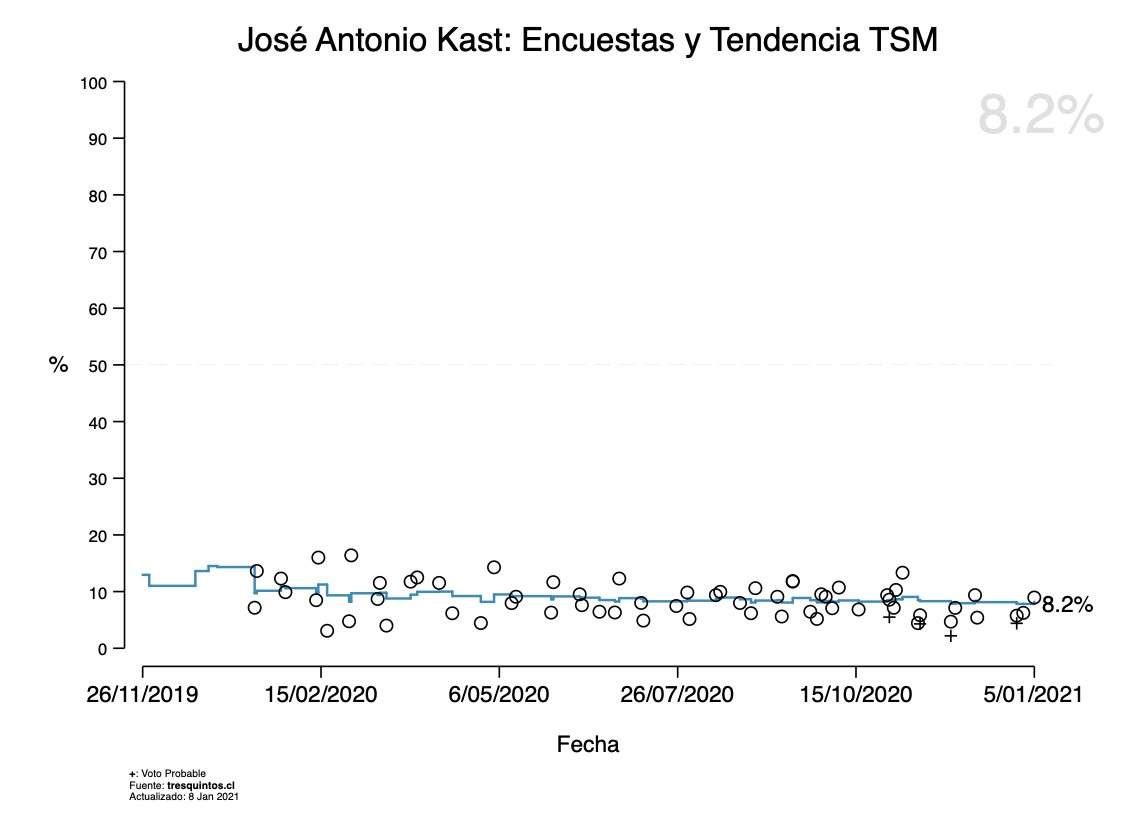 José Antonio Kast: Encuestas y Tendencia TSM
8.2%
100
90
80
70
60
%
50
40
30
20
10
0
8.2%
26/11/2019 15/02/2020 6/05/2020 26/07/2020 15/10/2020 5/01/2021
Fecha
+: Voto Probable
Fuente: tresquintos.cl
Actualizado: 8 Jan 2021